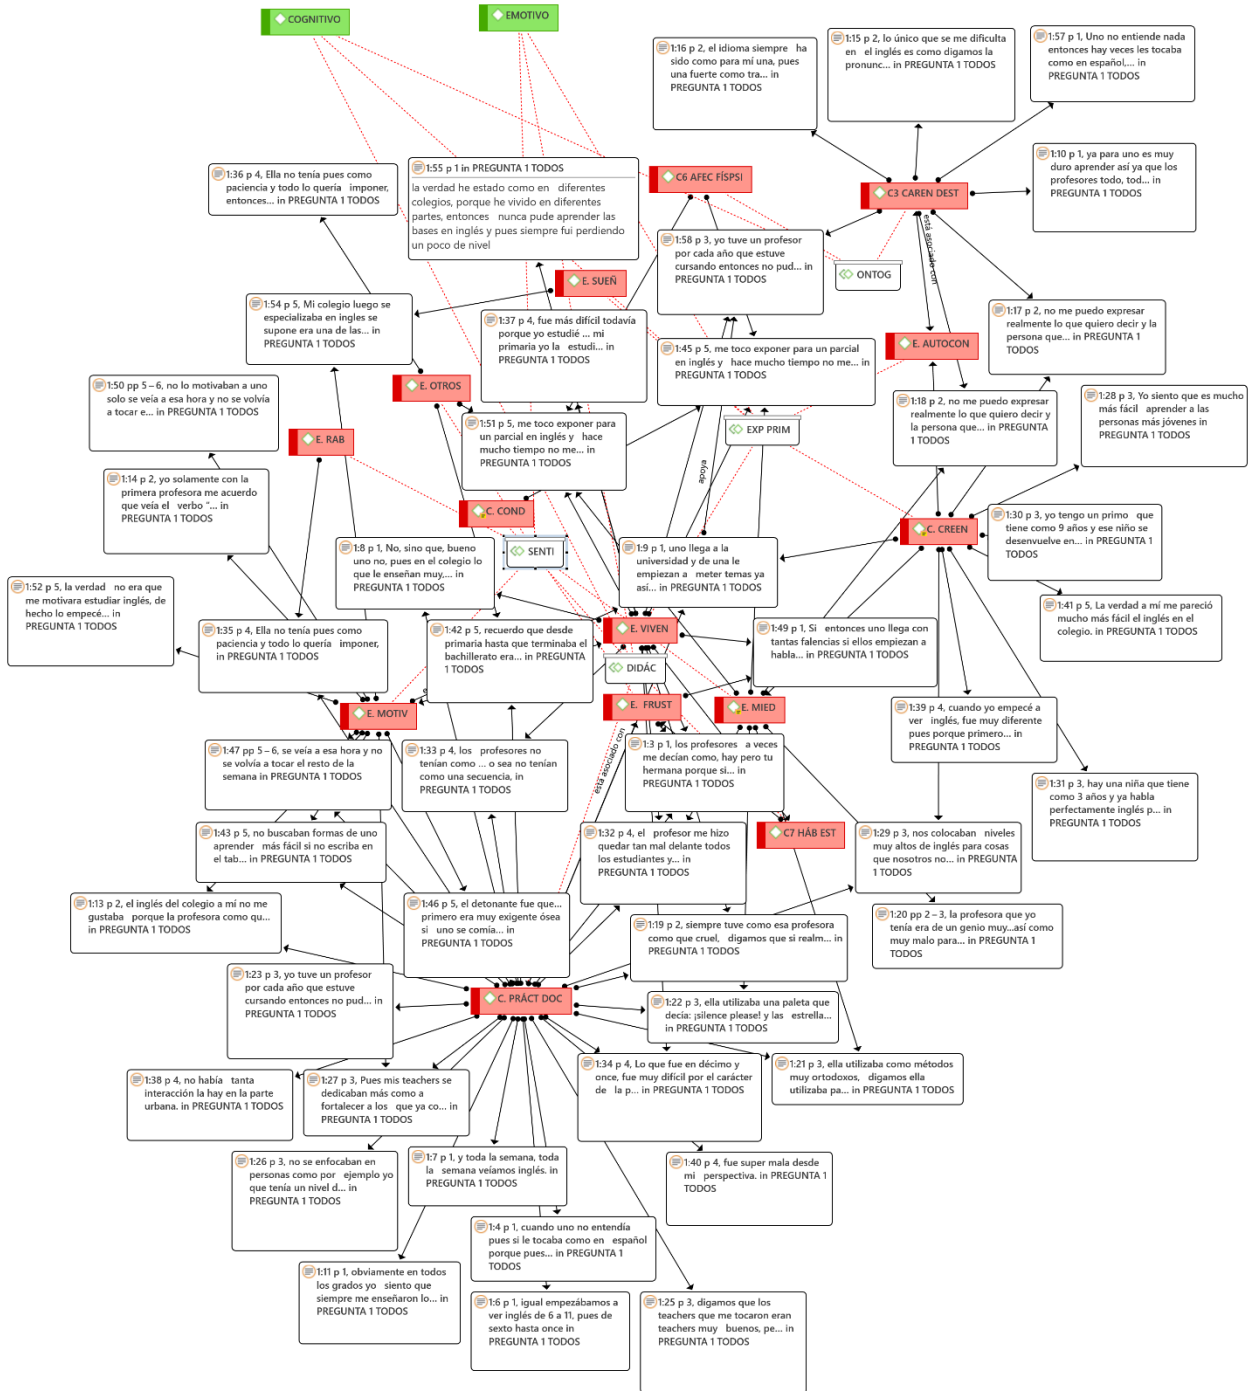 COGNITIVO
EMOTIVO
1:16 p 2, el idioma siempre ha
sido como para mí una, pues
una fuerte como tra... in
PREGUNTA 1 TODOS
1:15 p 2, lo único que se me dificulta
en el inglés es como digamos la
pronunc... in PREGUNTA 1
TODOS
1:57 p 1, Uno no entiende nada
entonces hay veces les tocaba
como en español,... in
PREGUNTA 1 TODOS
1:10 p 1, ya para uno es muy
duro aprender así ya que los
profesores todo, tod... in
PREGUNTA 1 TODOS
1:36 p 4, Ella no tenía pues como
paciencia y todo lo quería imponer,
entonces... in PREGUNTA 1
TODOS
1:55 p 1 in PREGUNTA 1 TODOS
la verdad he estado como en diferentes
colegios, porque he vivido en diferentes
partes, entonces nunca pude aprender las
bases en inglés y pues siempre fui perdiendo
un poco de nivel
C6 AFEC FÍSPSI
C3 CAREN DEST
está asociado con
1:58 p 3, yo tuve un profesor
por cada año que estuve
cursando entonces no pud... in
PREGUNTA 1 TODOS
ONTOG
E. SUEÑ
1:54 p 5, Mi colegio luego se
especializaba en ingles se
supone era una de las... in
PREGUNTA 1 TODOS
1:37 p 4, fue más difícil todavía
porque yo estudié ... mi
primaria yo la estudi... in
PREGUNTA 1 TODOS
1:45 p 5, me toco exponer para un parcial
en inglés y hace mucho tiempo no me... in
PREGUNTA 1 TODOS
1:17 p 2, no me puedo expresar
realmente lo que quiero decir y la
persona que... in PREGUNTA 1
TODOS
E. AUTOCON
1:50 pp 5 – 6, no lo motivaban a uno
solo se veía a esa hora y no se volvía
a tocar e... in PREGUNTA 1
TODOS
E. OTROS
1:18 p 2, no me puedo expresar
realmente lo que quiero decir y
la persona que... in PREGUNTA
1 TODOS
1:28 p 3, Yo siento que es mucho
más fácil aprender a las
personas más jóvenes in
PREGUNTA 1 TODOS
E. RAB
1:51 p 5, me toco exponer para
un parcial en inglés y hace
mucho tiempo no me... in
PREGUNTA 1 TODOS
EXP PRIM
apoya
1:14 p 2, yo solamente con la
primera profesora me acuerdo
que veía el verbo "... in
PREGUNTA 1 TODOS
C. COND
C. CREEN
1:30 p 3, yo tengo un primo que
tiene como 9 años y ese niño se
desenvuelve en... in
PREGUNTA 1 TODOS
1:8 p 1, No, sino que, bueno
uno no, pues en el colegio lo
que le enseñan muy,... in
PREGUNTA 1 TODOS
SENTI
1:9 p 1, uno llega a la
universidad y de una le
empiezan a meter temas ya
así... in PREGUNTA 1 TODOS
1:52 p 5, la verdad no era que
me motivara estudiar inglés, de
hecho lo empecé... in
PREGUNTA 1 TODOS
1:41 p 5, La verdad a mí me pareció
mucho más fácil el inglés en el
colegio. in PREGUNTA 1 TODOS
1:35 p 4, Ella no tenía pues como
paciencia y todo lo quería imponer,
in PREGUNTA 1 TODOS
1:42 p 5, recuerdo que desde
primaria hasta que terminaba el
bachillerato era... in PREGUNTA
1 TODOS
E. VIVEN
1:49 p 1, Si entonces uno llega con
tantas falencias si ellos empiezan a
habla... in PREGUNTA 1 TODOS
DIDÁC
E. MOTIV
E. FRUST
E. MIED
1:39 p 4, cuando yo empecé a
ver inglés, fue muy diferente
pues porque primero... in
PREGUNTA 1 TODOS
está asociado con
1:47 pp 5 – 6, se veía a esa hora y no
se volvía a tocar el resto de la
semana in PREGUNTA 1 TODOS
1:33 p 4, los profesores no
tenían como ... o sea no tenían
como una secuencia, in
PREGUNTA 1 TODOS
1:3 p 1, los profesores a veces
me decían como, hay pero tu
hermana porque si... in
PREGUNTA 1 TODOS
1:31 p 3, hay una niña que tiene
como 3 años y ya habla
perfectamente inglés p... in
PREGUNTA 1 TODOS
1:43 p 5, no buscaban formas de uno
aprender más fácil si no escriba en
el tab... in PREGUNTA 1 TODOS
1:32 p 4, el profesor me hizo
quedar tan mal delante todos
los estudiantes y... in
PREGUNTA 1 TODOS
C7 HÁB EST
1:29 p 3, nos colocaban niveles
muy altos de inglés para cosas
que nosotros no... in PREGUNTA
1 TODOS
1:13 p 2, el inglés del colegio a mí no me
gustaba porque la profesora como qu...
in PREGUNTA 1 TODOS
1:46 p 5, el detonante fue que...
primero era muy exigente ósea
si uno se comía... in
PREGUNTA 1 TODOS
1:19 p 2, siempre tuve como esa profesora
como que cruel, digamos que si realm... in
PREGUNTA 1 TODOS
1:20 pp 2 – 3, la profesora que yo
tenía era de un genio muy...así como
muy malo para... in PREGUNTA 1
TODOS
1:23 p 3, yo tuve un profesor
por cada año que estuve
cursando entonces no pud... in
PREGUNTA 1 TODOS
C. PRÁCT DOC
1:22 p 3, ella utilizaba una paleta que
decía: ¡silence please! y las estrella...
in PREGUNTA 1 TODOS
1:38 p 4, no había tanta
interacción la hay en la parte
urbana. in PREGUNTA 1 TODOS
1:27 p 3, Pues mis teachers se
dedicaban más como a
fortalecer a los que ya co... in
PREGUNTA 1 TODOS
1:34 p 4, Lo que fue en décimo y
once, fue muy difícil por el carácter
de la p... in PREGUNTA 1 TODOS
1:21 p 3, ella utilizaba como métodos
muy ortodoxos, digamos ella
utilizaba pa... in PREGUNTA 1 TODOS
1:26 p 3, no se enfocaban en
personas como por ejemplo yo
que tenía un nivel d... in
PREGUNTA 1 TODOS
1:7 p 1, y toda la semana, toda
la semana veíamos inglés. in
PREGUNTA 1 TODOS
1:40 p 4, fue super mala desde
mi perspectiva. in PREGUNTA 1
TODOS
1:4 p 1, cuando uno no entendía
pues si le tocaba como en español
porque pues... in PREGUNTA 1
TODOS
1:11 p 1, obviamente en todos
los grados yo siento que
siempre me enseñaron lo... in
PREGUNTA 1 TODOS
1:6 p 1, igual empezábamos a
ver inglés de 6 a 11, pues de
sexto hasta once in
PREGUNTA 1 TODOS
1:25 p 3, digamos que los
teachers que me tocaron eran
teachers muy buenos, pe... in
PREGUNTA 1 TODOS